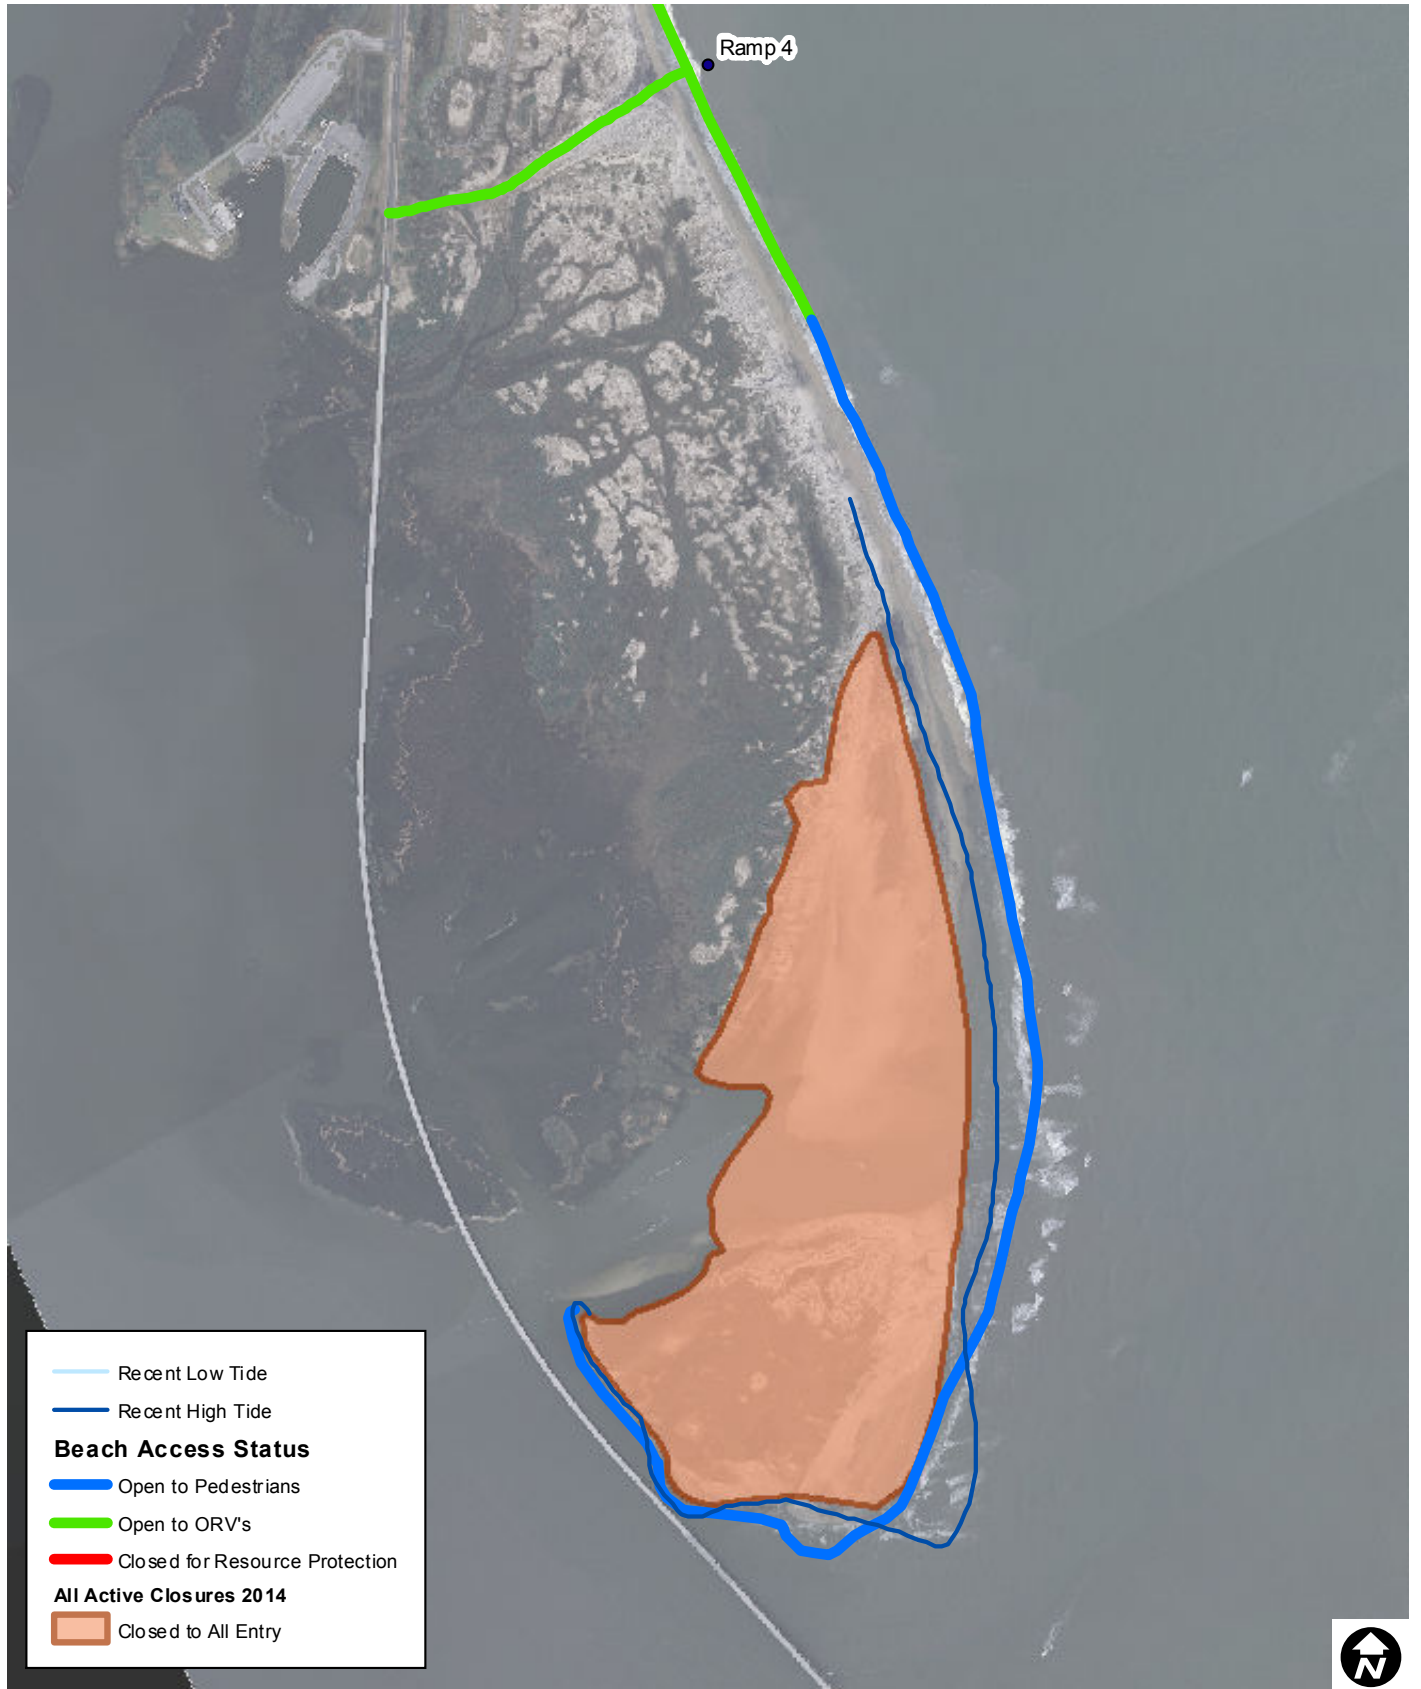 Ramp 4
Recent Low Tide
Recent High Tide
Beach Access Status
Open to Pedestrians
Open to ORV's
Closed for Resource Protection
All Active Closures 2014
Closed to All Entry
N